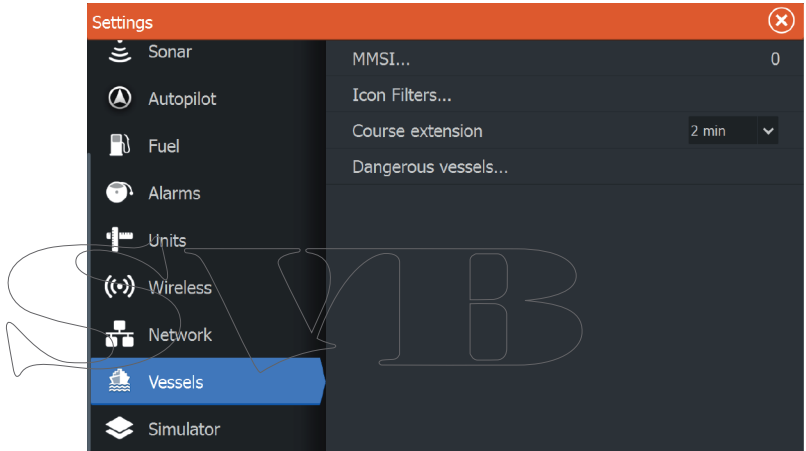 Settings
Sonar
Autopilot
Fuel
Alarms
Units
Wireless
Network
Vessels
Simulator
MMSI... 0
Icon Filters...
Course extension 2 min
Dangerous vessels...
SVB